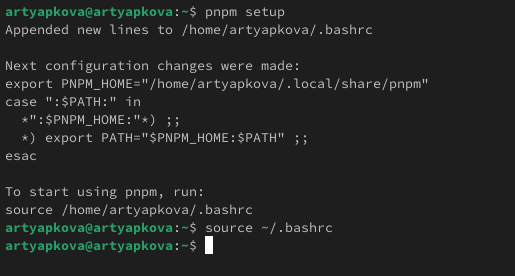 artyapkova@artyapkova:~$ pnpm setup
Appended new lines to /home/artyapkova/.bashrc

Next configuration changes were made:
export PNPM_HOME="/home/artyapkova/.local/share/pnpm"
case ":$PATH:" in
  *":$PNPM_HOME:"*) ;;
  *) export PATH="$PNPM_HOME:$PATH" ;;
esac

To start using pnpm, run:
source /home/artyapkova/.bashrc
artyapkova@artyapkova:~$ source ~/.bashrc
artyapkova@artyapkova:~$